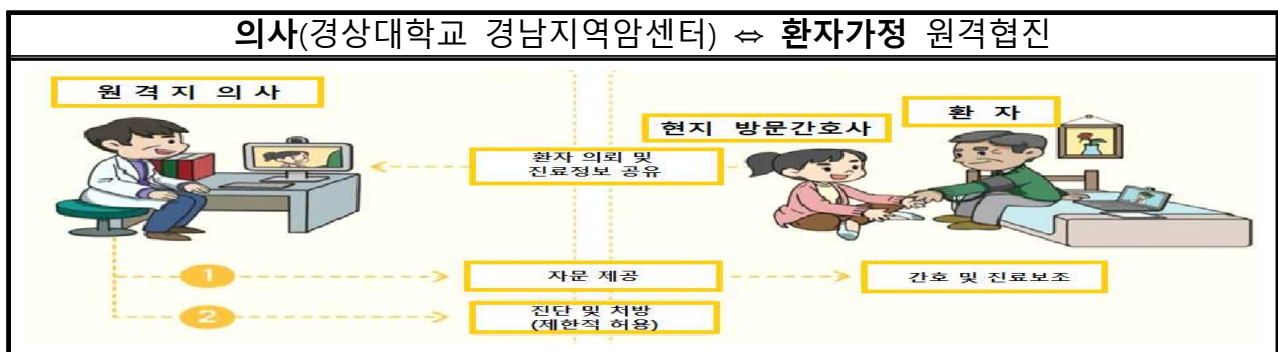 의사(경상대학교 경남지역암센터) ⇔ 환자가정 원격협진
원격지 의사
환 자
현지 방문간호사
환자 의뢰 및
진료정보 공유
1
자문 제공
간호 및 진료보조
2
진단 및 처방
(제한적 허용)